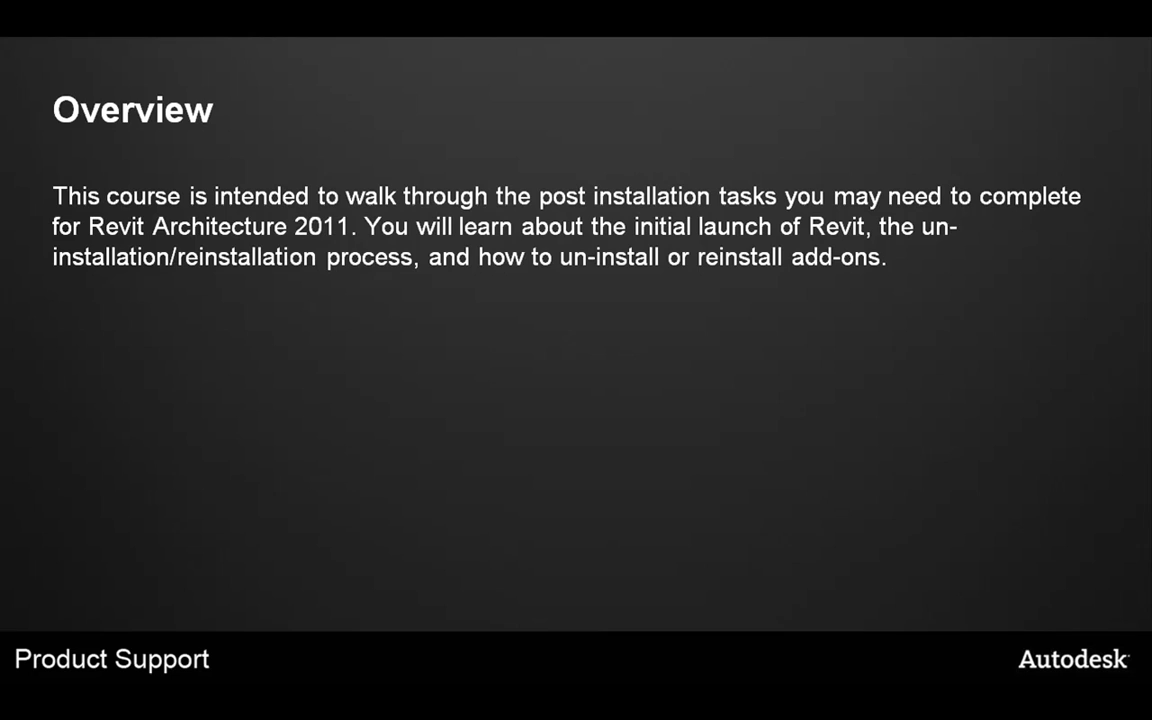 Overview
This course is intended to walk through the post installation tasks you may need to complete
for Revit Architecture 2011. You will learn about the initial launch of Revit, the un-
installation/reinstallation process, and how to un-install or reinstall add-ons.
Product Support
Autodesk